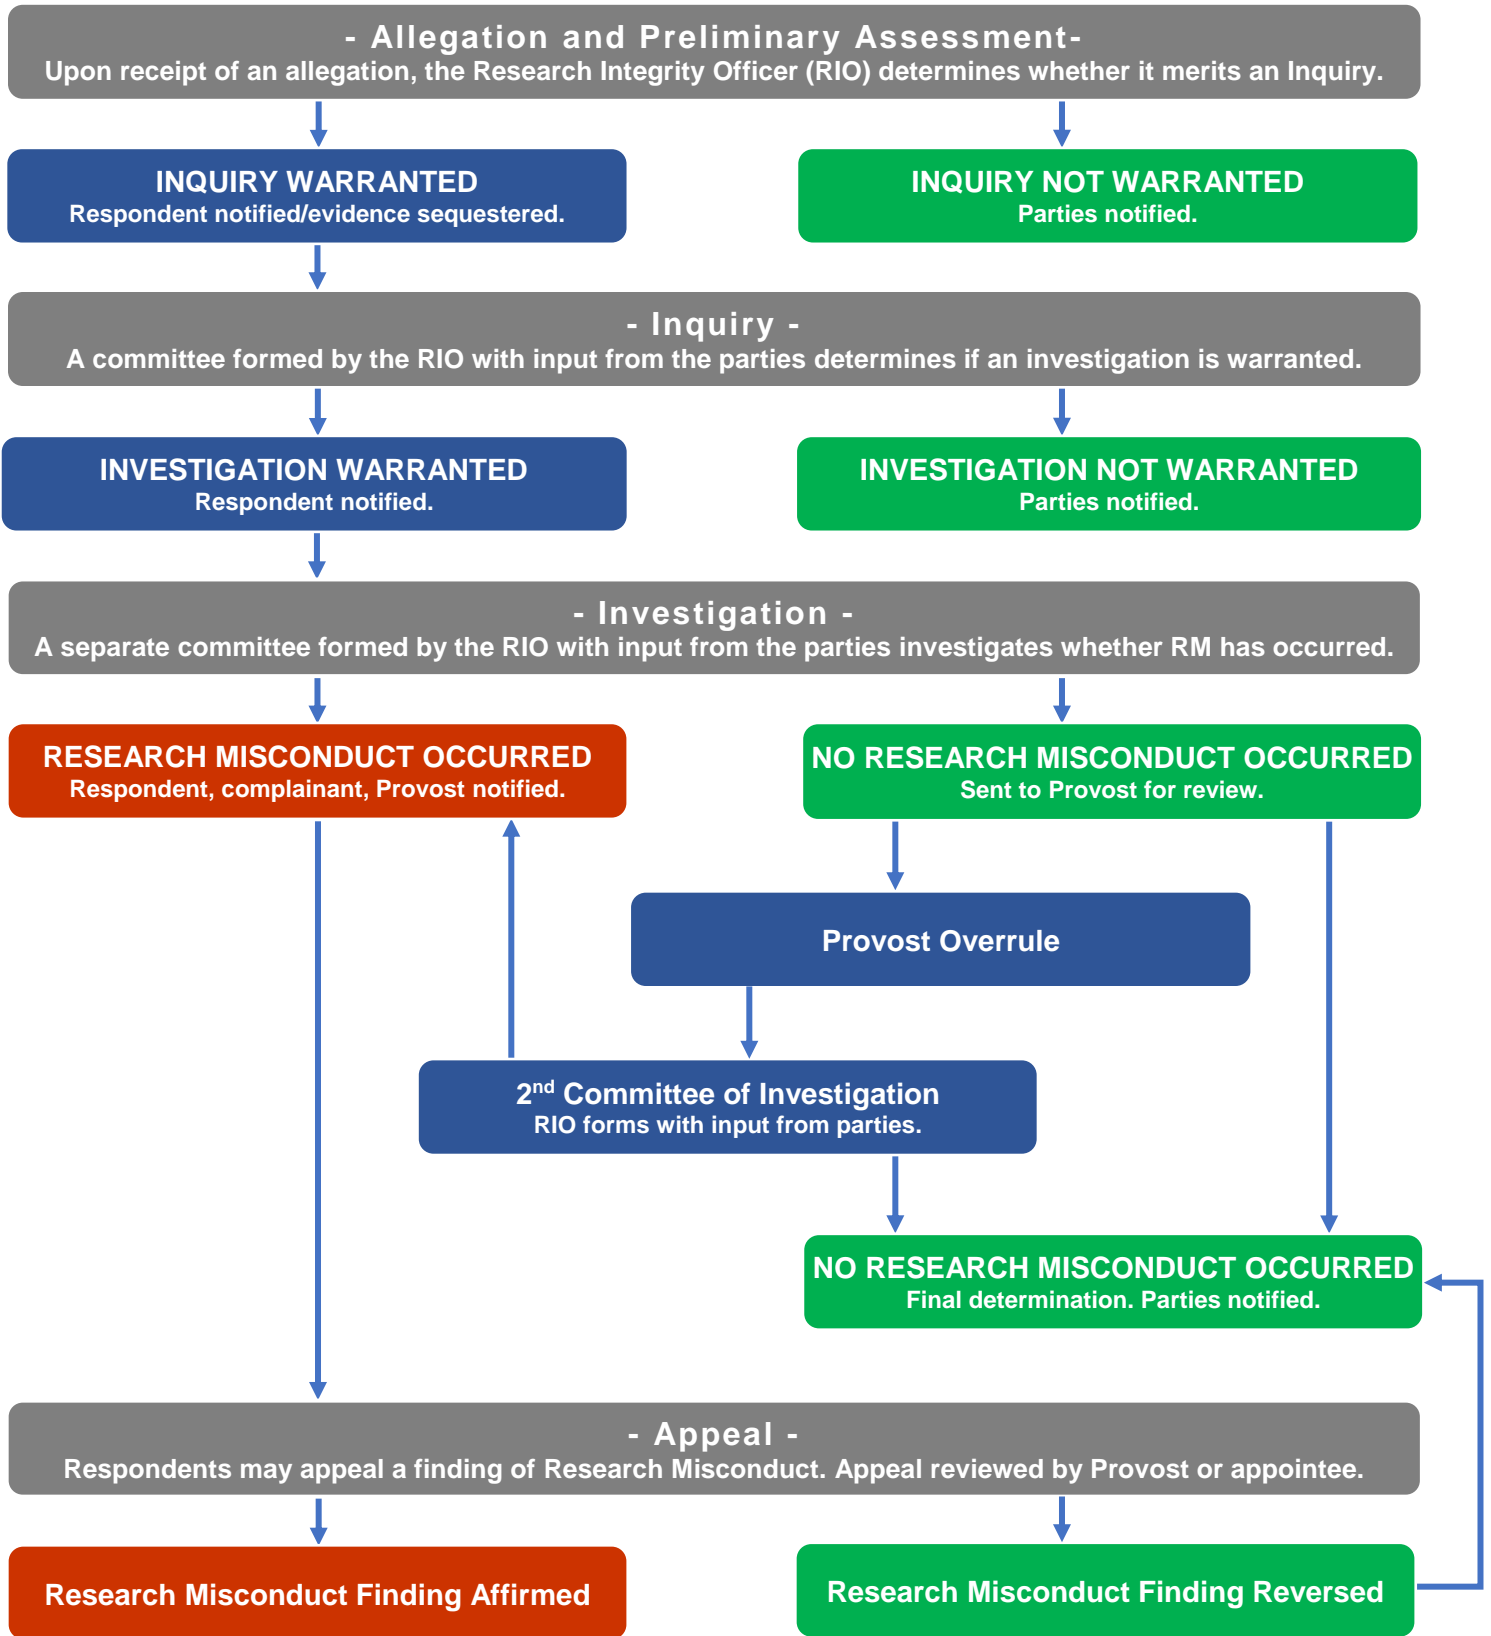 - Allegation and Preliminary Assessment-
Upon receipt of an allegation, the Research Integrity Officer (RIO) determines whether it merits an Inquiry.
INQUIRY WARRANTED
Respondent notified/evidence sequestered.
INQUIRY NOT WARRANTED
Parties notified.
- Inquiry -
A committee formed by the RIO with input from the parties determines if an investigation is warranted.
INVESTIGATION WARRANTED
Respondent notified.
INVESTIGATION NOT WARRANTED
Parties notified.
- Investigation -
A separate committee formed by the RIO with input from the parties investigates whether RM has occurred.
RESEARCH MISCONDUCT OCCURRED
Respondent, complainant, Provost notified.
NO RESEARCH MISCONDUCT OCCURRED
Sent to Provost for review.
Provost Overrule
2nd Committee of Investigation
RIO forms with input from parties.
NO RESEARCH MISCONDUCT OCCURRED
Final determination. Parties notified.
- Appeal -
Respondents may appeal a finding of Research Misconduct. Appeal reviewed by Provost or appointee.
Research Misconduct Finding Affirmed
Research Misconduct Finding Reversed